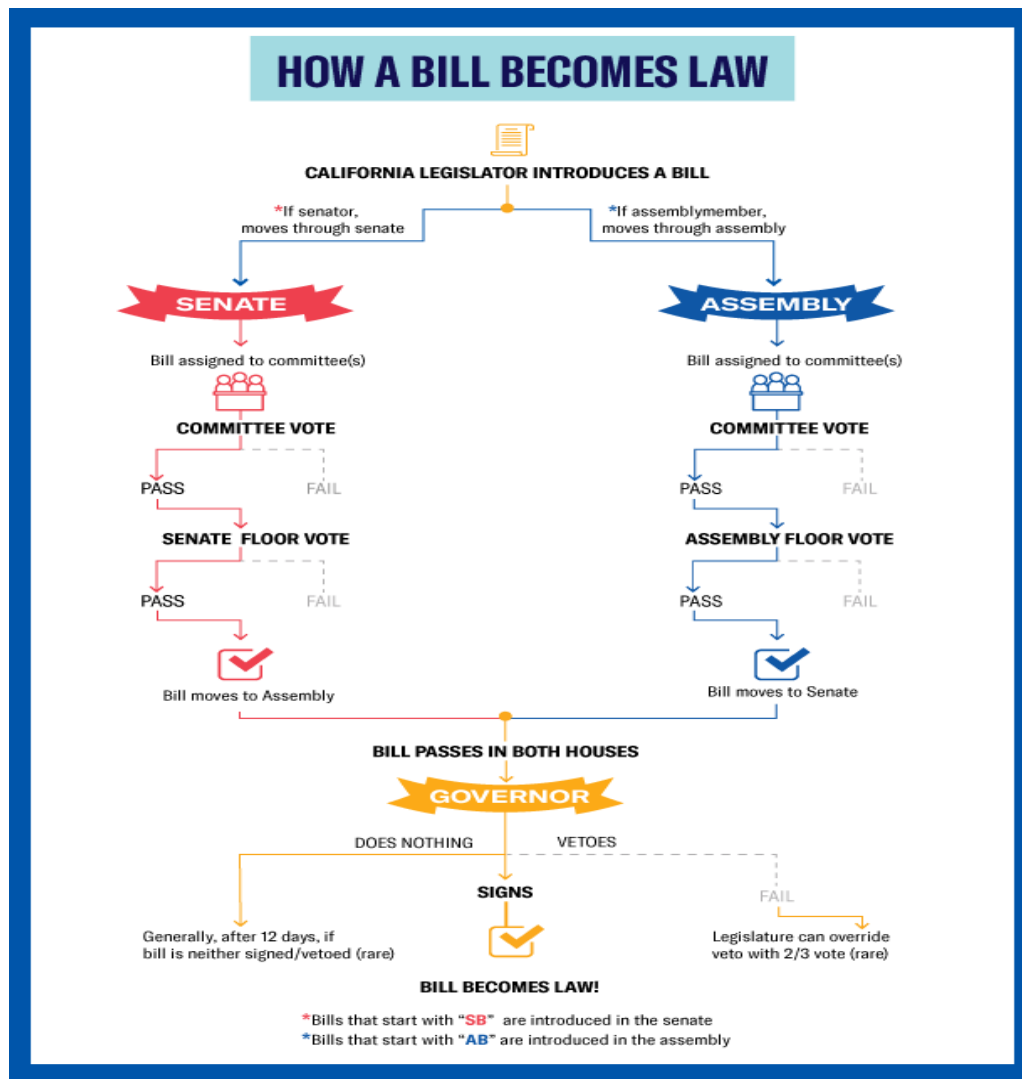 HOW A BILL BECOMES LAW
CALIFORNIA LEGISLATOR INTRODUCES A BILL
*If senator,
moves through senate
*If assemblymember,
moves through assembly
SENATE
Bill assigned to committee(s)
COMMITTEE VOTE
PASS
FAIL
SENATE FLOOR VOTE
PASS
FAIL
Bill moves to Assembly
ASSEMBLY
Bill assigned to committee(s)
COMMITTEE VOTE
PASS
FAIL
ASSEMBLY FLOOR VOTE
PASS
FAIL
Bill moves to Senate
BILL PASSES IN BOTH HOUSES
GOVERNOR
DOES NOTHING
VETOES
Generally, after 12 days, if
bill is neither signed/vetoed (rare)
SIGNS
FAIL
Legislature can override
veto with 2/3 vote (rare)
BILL BECOMES LAW!
*Bills that start with “SB” are introduced in the senate
*Bills that start with “AB” are introduced in the assembly